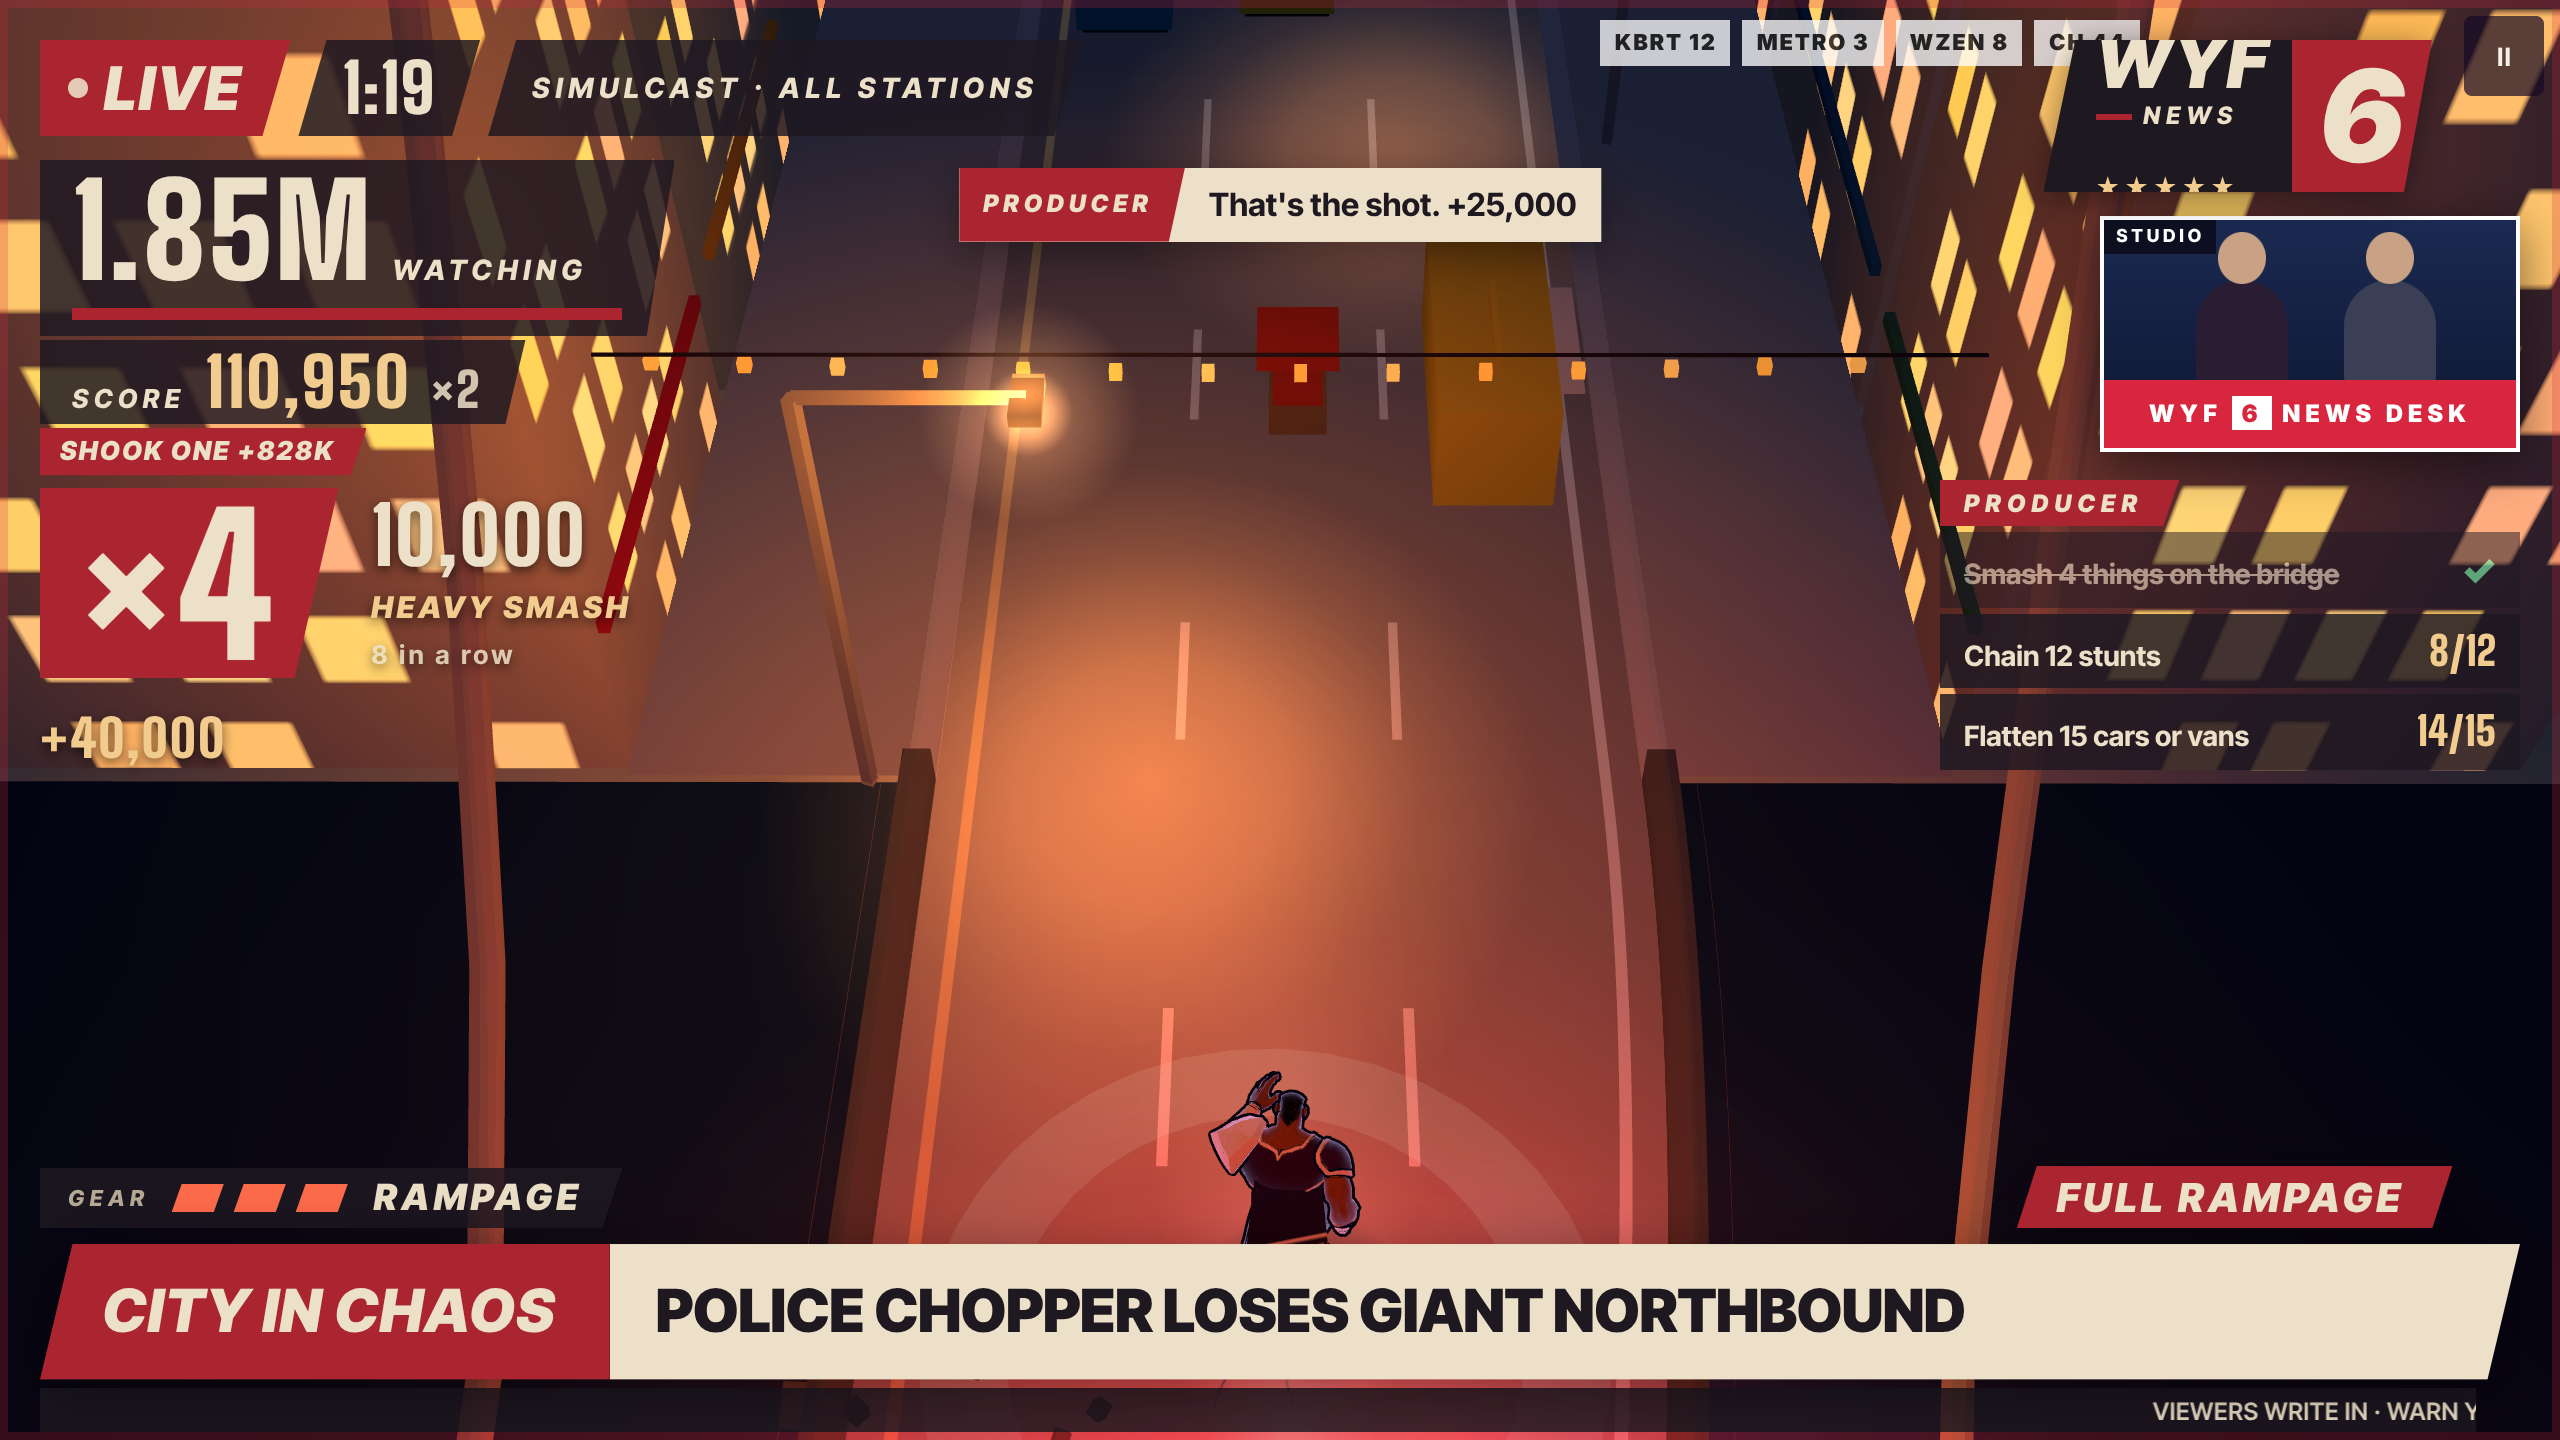 LIVE
1:19
SIMULCAST · ALL STATIONS
KBRT 12
METRO 3
WZEN 8
WYF
NEWS
6
★★★★★
1.85M WATCHING
PRODUCER
That's the shot. +25,000
STUDIO
WYF 6 NEWS DESK
SCORE 110,950 ×2
SHOOK ONE +828K
×4
10,000
HEAVY SMASH
8 in a row
+40,000
PRODUCER
Smash 4 things on the bridge
Chain 12 stunts 8/12
Flatten 15 cars or vans 14/15
GEAR RAMPAGE
FULL RAMPAGE
CITY IN CHAOS
POLICE CHOPPER LOSES GIANT NORTHBOUND
VIEWERS WRITE IN · WARN